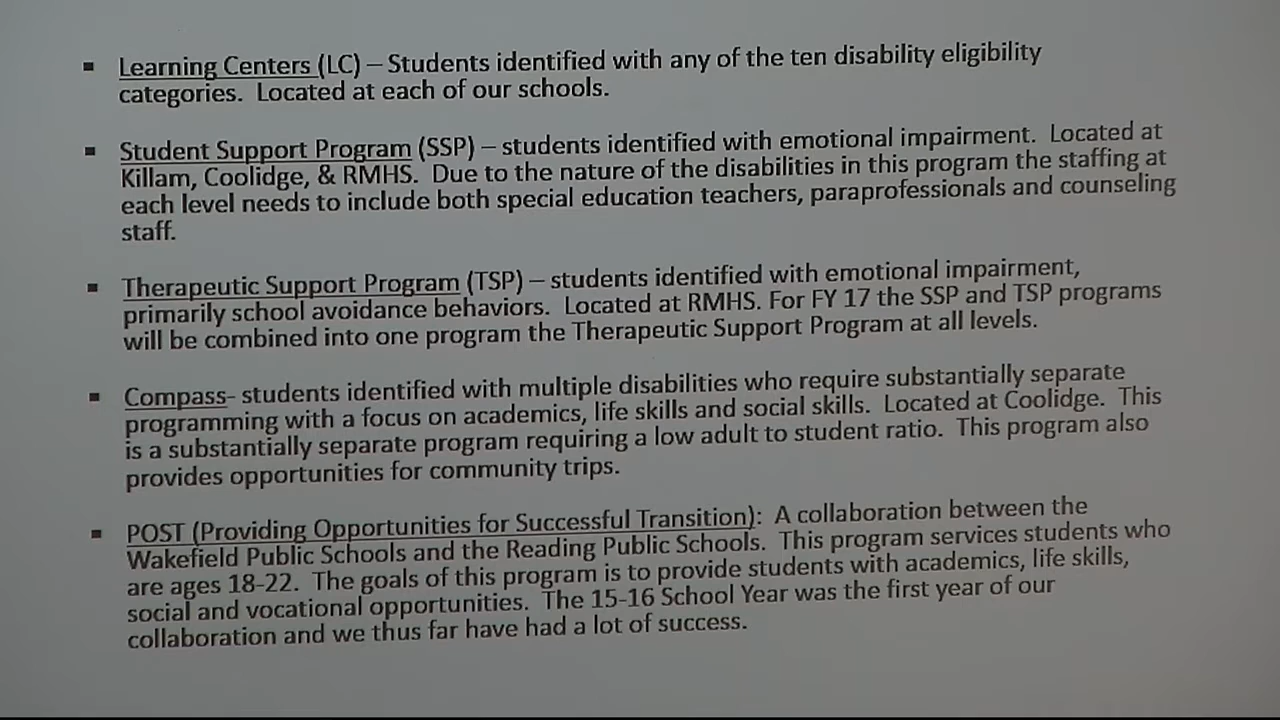 ▪ Learning Centers (LC) – Students identified with any of the ten disability eligibility
categories. Located at each of our schools.
▪ Student Support Program (SSP) – students identified with emotional impairment. Located at
Killam, Coolidge, & RMHS. Due to the nature of the disabilities in this program the staffing at
each level needs to include both special education teachers, paraprofessionals and counseling
staff.
▪ Therapeutic Support Program (TSP) – students identified with emotional impairment,
primarily school avoidance behaviors. Located at RMHS. For FY 17 the SSP and TSP programs
will be combined into one program the Therapeutic Support Program at all levels.
▪ Compass- students identified with multiple disabilities who require substantially separate
programming with a focus on academics, life skills and social skills. Located at Coolidge. This
is a substantially separate program requiring a low adult to student ratio. This program also
provides opportunities for community trips.
▪ POST (Providing Opportunities for Successful Transition): A collaboration between the
Wakefield Public Schools and the Reading Public Schools. This program services students who
are ages 18-22. The goals of this program is to provide students with academics, life skills,
social and vocational opportunities. The 15-16 School Year was the first year of our
collaboration and we thus far have had a lot of success.